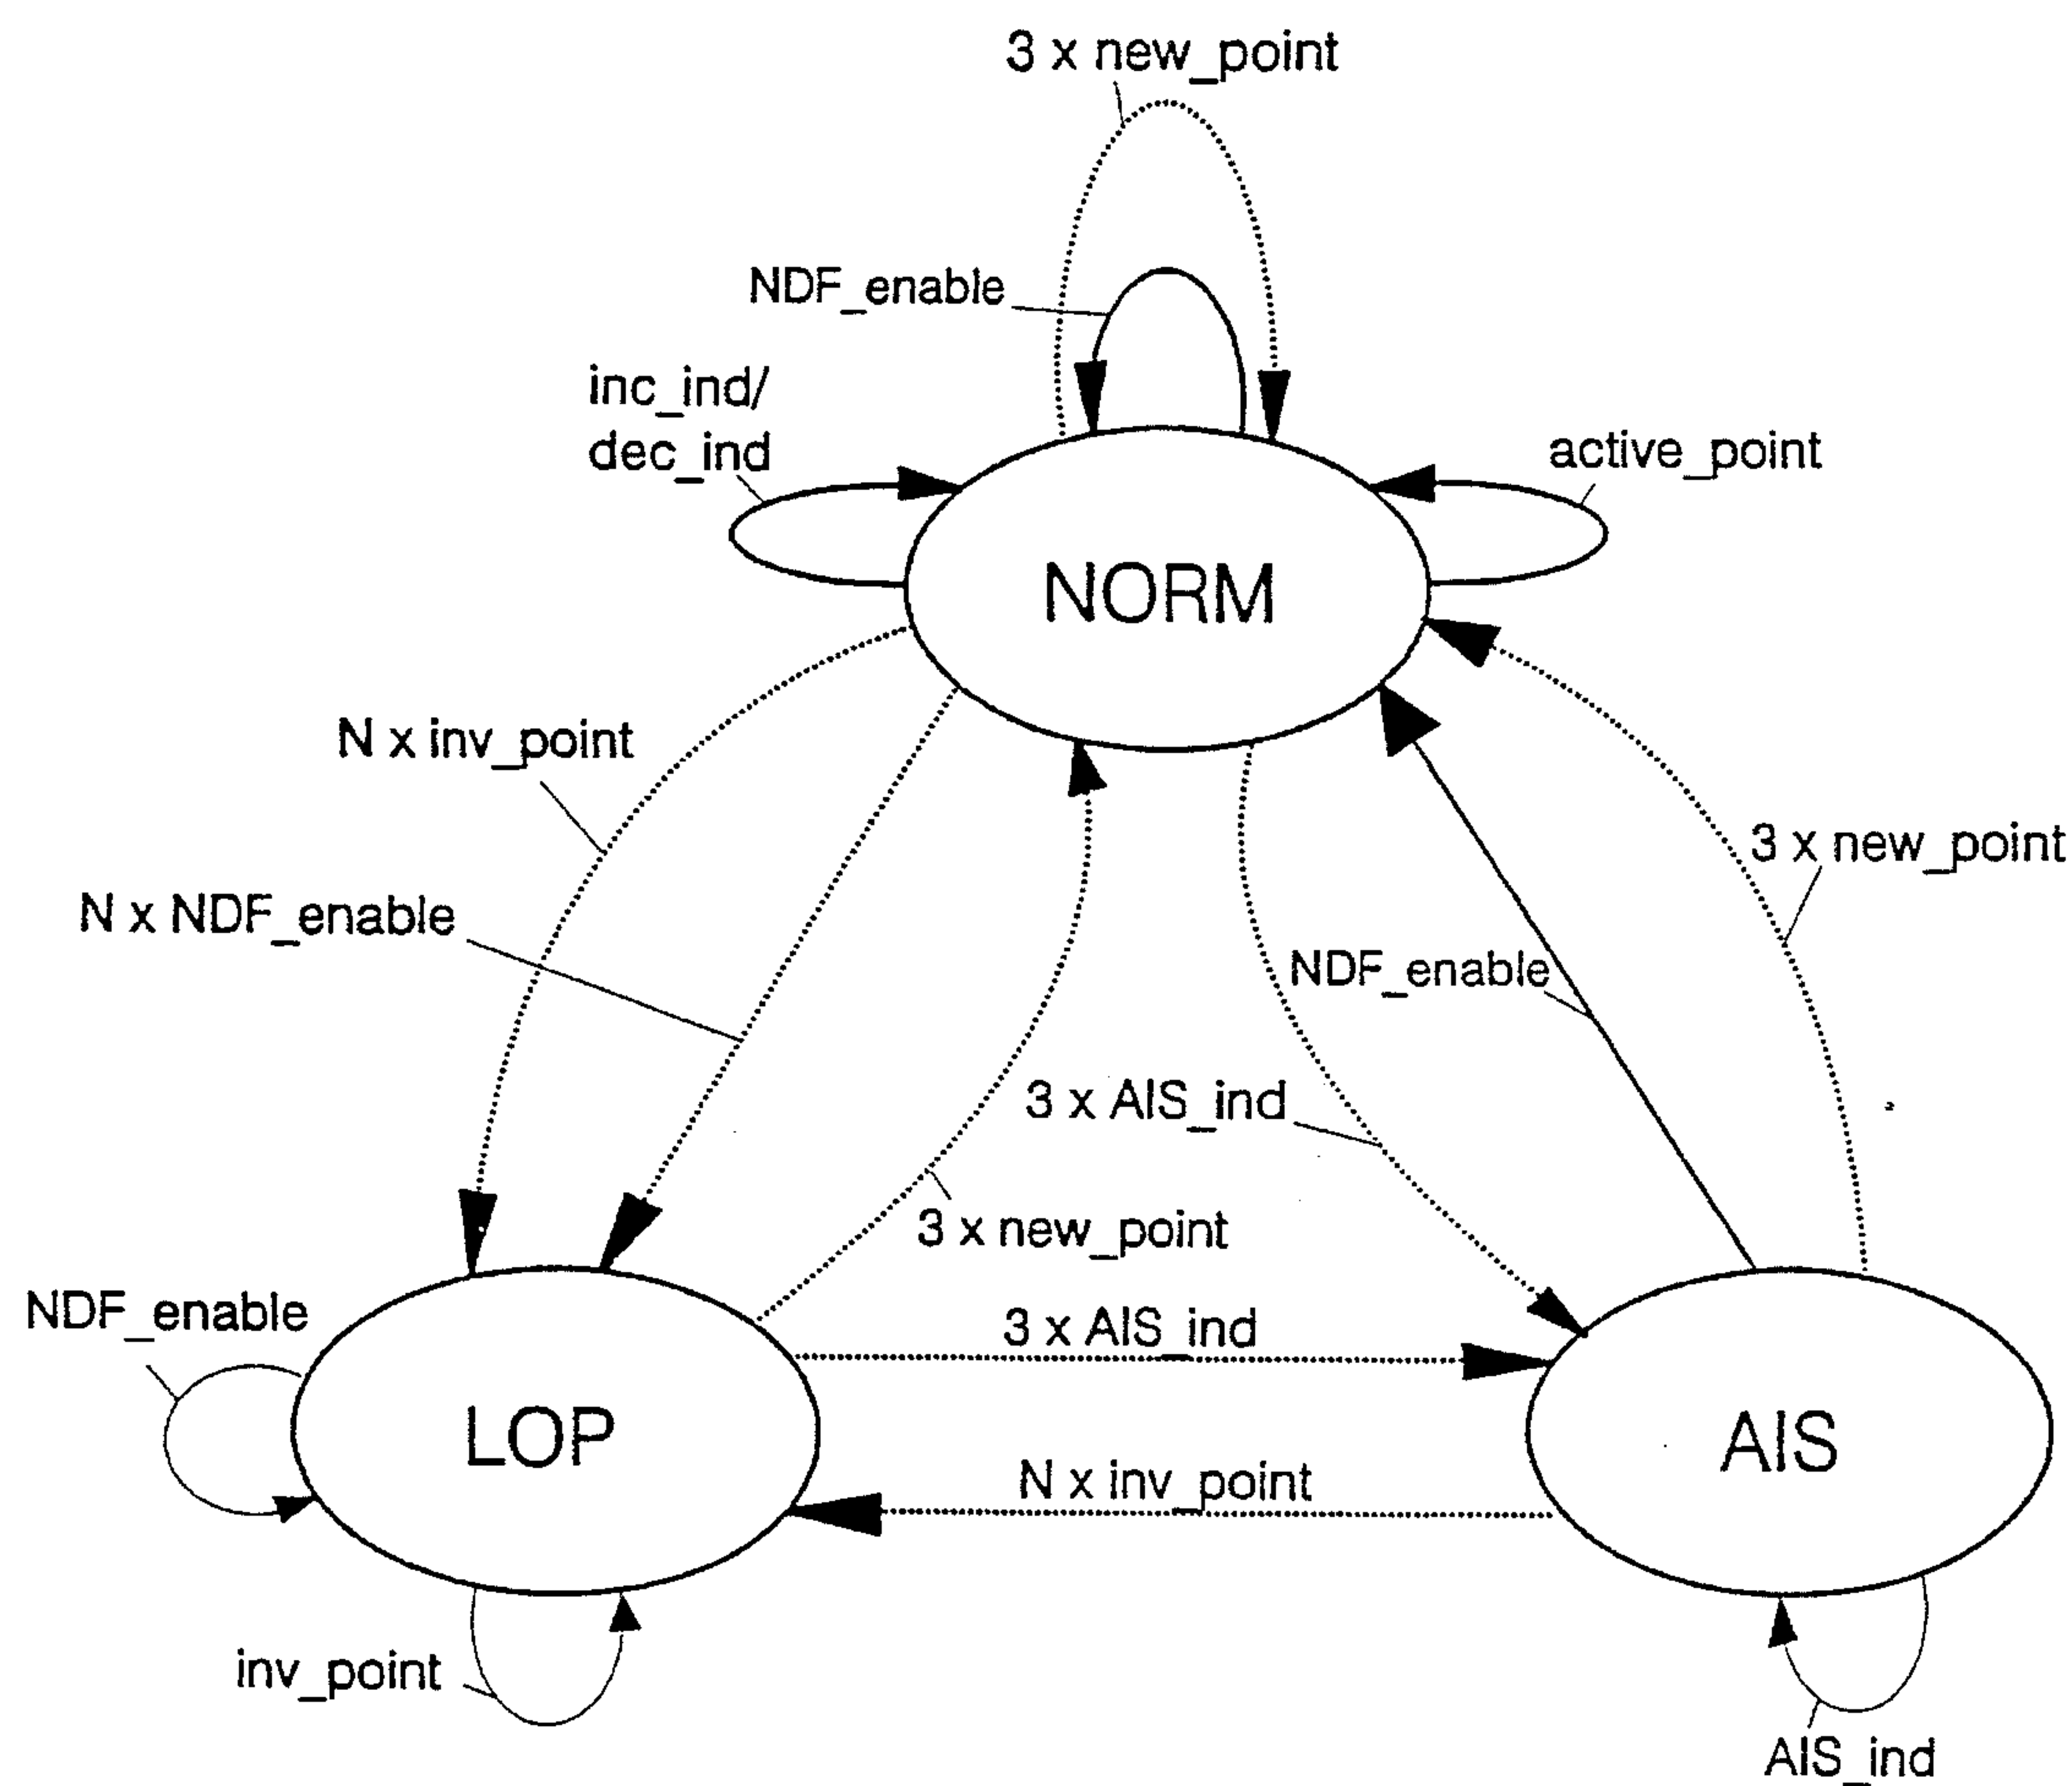 3 x new_point
NDF_enable
inc_ind/
dec_ind
active_point
NORM
N x inv_point
3 x new_point
N x NDF_enable
NDF_enable
3 x AIS_ind
3 x new_point
NDF_enable
3 x AIS_ind
LOP
AIS
N x inv_point
inv_point
AIS_ind